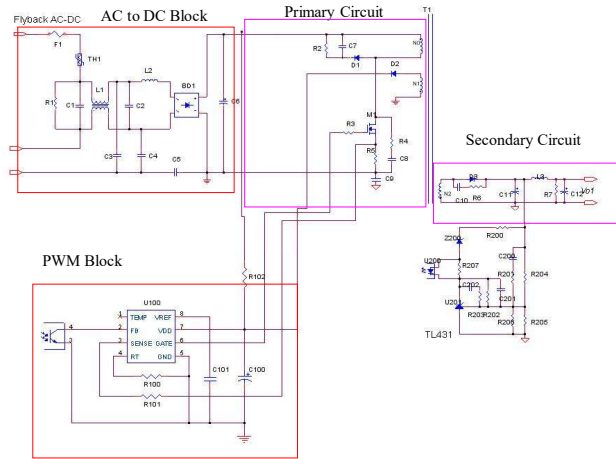 AC to DC Block
Primary Circuit
T1
Flyback AC-DC
F1
TH1
R1
C1
L1
C2
L2
BD1
C6
C3
C4
C5
R2
C7
D1
D2
N0
N1
M1
R3
R4
R5
C8
C9
Secondary Circuit
N2
D3
C10
R6
C11
L3
R7
C12
Vo1
R200
Z200
U200
R207
C200
R201
R204
C202
C201
U201
R203
R202
R206
R205
TL431
PWM Block
R102
U100
1
TEMP
VREF
8
4
2
FB
VDD
7
3
3
SENSE
GATE
6
4
RT
GND
5
R100
R101
C101
C100